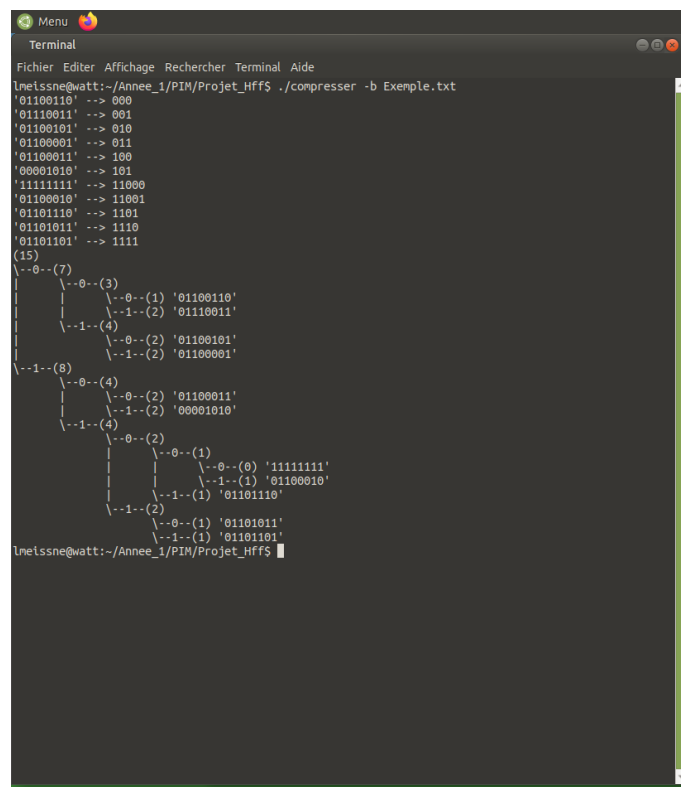 Menu
Terminal
Fichier Editer Affichage Rechercher Terminal Aide
lmeissne@watt:~/Annee_1/PIM/Projet_Hff$ ./compresser -b Exemple.txt
'01100110' --> 000
'01110011' --> 001
'01100101' --> 010
'01100001' --> 011
'01100011' --> 100
'00001010' --> 101
'11111111' --> 11000
'01100010' --> 11001
'01101110' --> 1101
'01101011' --> 1110
'01101101' --> 1111
(15)
\--0--(7)
|      \--0--(3)
|      |      \--0--(1) '01100110'
|      |      \--1--(2) '01110011'
|      \--1--(4)
|             \--0--(2) '01100101'
|             \--1--(2) '01100001'
\--1--(8)
       \--0--(4)
       |      \--0--(2) '01100011'
       |      \--1--(2) '00001010'
       \--1--(4)
              \--0--(2)
              |      \--0--(1)
              |      |      \--0--(0) '11111111'
              |      |      \--1--(1) '01100010'
              |      \--1--(1) '01101110'
              \--1--(2)
                     \--0--(1) '01101011'
                     \--1--(1) '01101101'
lmeissne@watt:~/Annee_1/PIM/Projet_Hff$